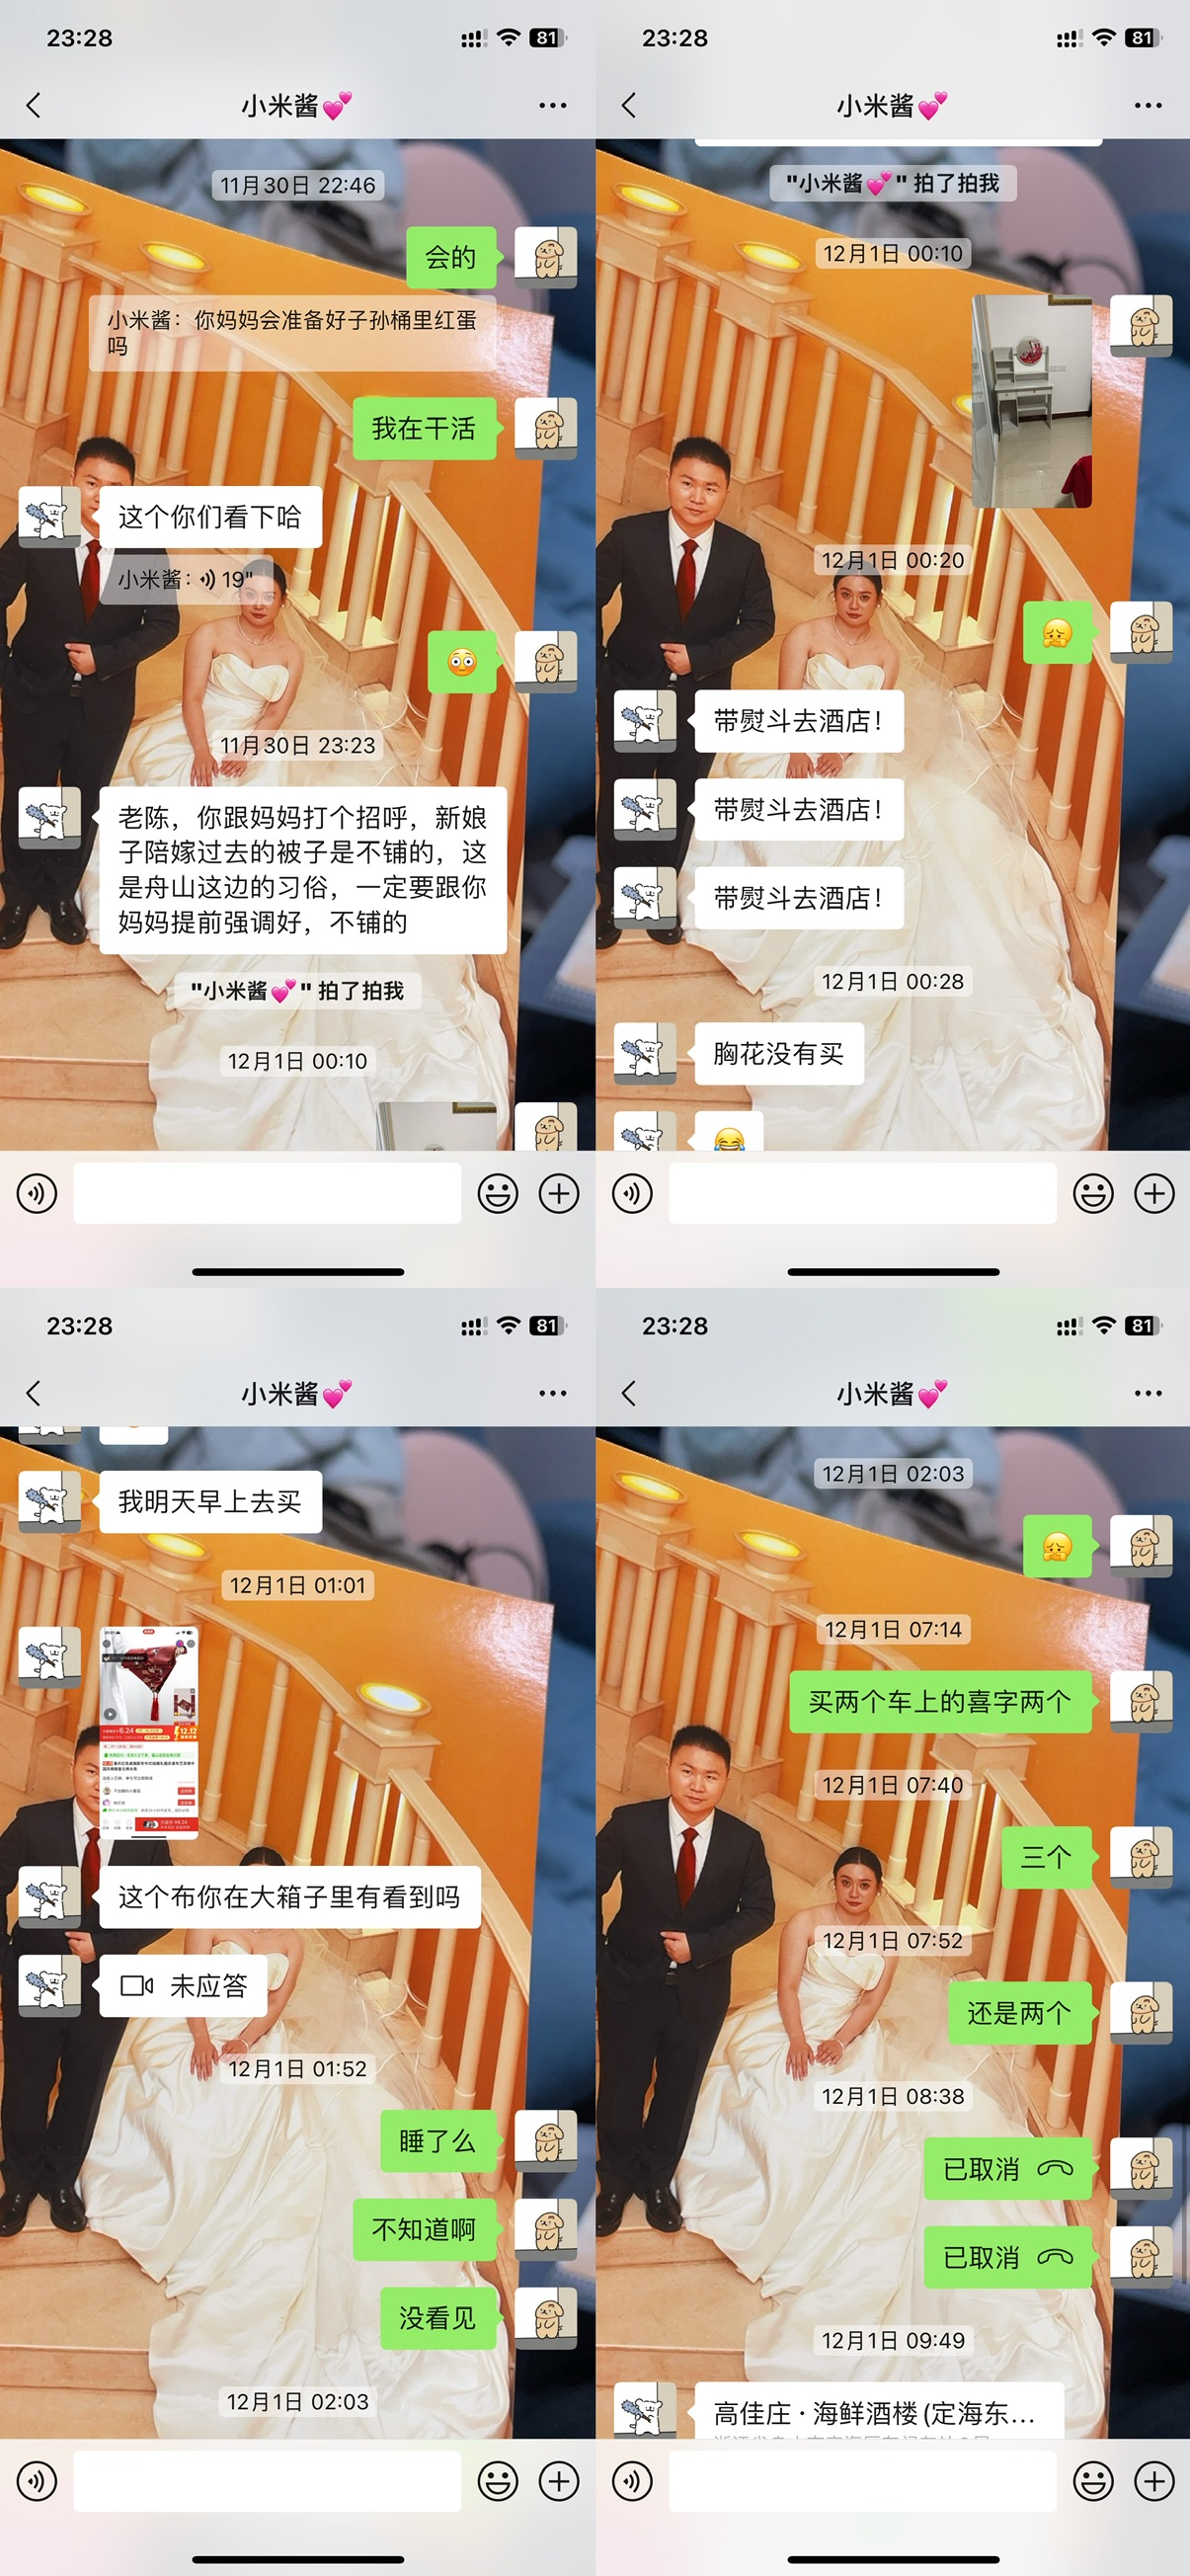 23:28
81
小米酱💕
11月30日 22:46
会的
小米酱：你妈妈会准备好子孙桶里红蛋
吗
我在干活
这个你们看下哈
小米酱：19"
😳
11月30日 23:23
老陈，你跟妈妈打个招呼，新娘
子陪嫁过去的被子是不铺的，这
是舟山这边的习俗，一定要跟你
妈妈提前强调好，不铺的
"小米酱💕" 拍了拍我
12月1日 00:10
23:28
81
小米酱💕
"小米酱💕" 拍了拍我
12月1日 00:10
12月1日 00:20
带熨斗去酒店！
带熨斗去酒店！
带熨斗去酒店！
12月1日 00:28
胸花没有买
😂
23:28
81
小米酱💕
我明天早上去买
12月1日 01:01
6.24
12.12
这个布你在大箱子里有看到吗
未应答
12月1日 01:52
睡了么
不知道啊
没看见
12月1日 02:03
23:28
81
小米酱💕
12月1日 02:03
12月1日 07:14
买两个车上的喜字两个
12月1日 07:40
三个
12月1日 07:52
还是两个
12月1日 08:38
已取消
已取消
12月1日 09:49
高佳庄·海鲜酒楼(定海东...